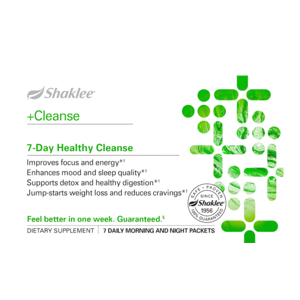 Shaklee
+Cleanse
7-Day Healthy Cleanse
Improves focus and energy*†
Enhances mood and sleep quality*†
Supports detox and healthy digestion*†
Jump-starts weight loss and reduces cravings*†
SAFE • PROVEN
SINCE
Shaklee
1956
100% GUARANTEED
Feel better in one week. Guaranteed.§
DIETARY SUPPLEMENT | 7 DAILY MORNING AND NIGHT PACKETS